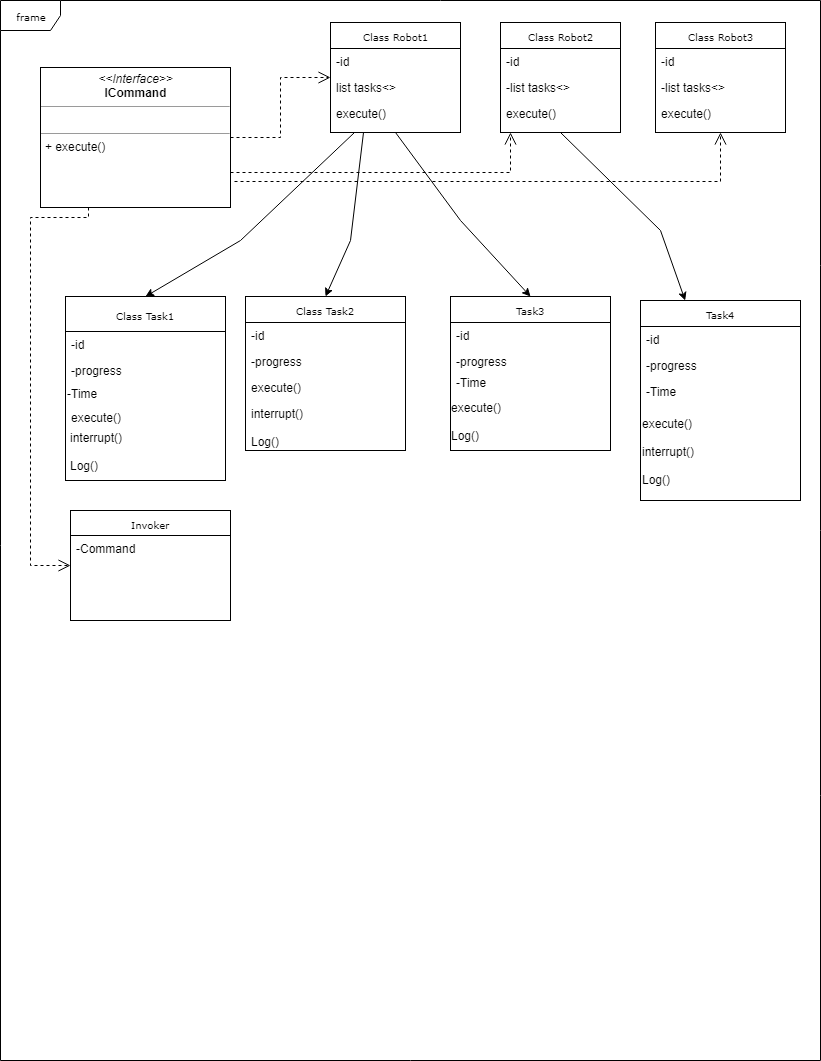 frame
<<Interface>>
ICommand
+ execute()
Class Robot1
-id
list tasks<>
execute()
Class Robot2
-id
-list tasks<>
execute()
Class Robot3
-id
-list tasks<>
execute()
Class Task1
-id
-progress
-Time
execute()
interrupt()
Log()
Class Task2
-id
-progress
execute()
interrupt()
Log()
Task3
-id
-progress
-Time
execute()
Log()
Task4
-id
-progress
-Time
execute()
interrupt()
Log()
Invoker
-Command